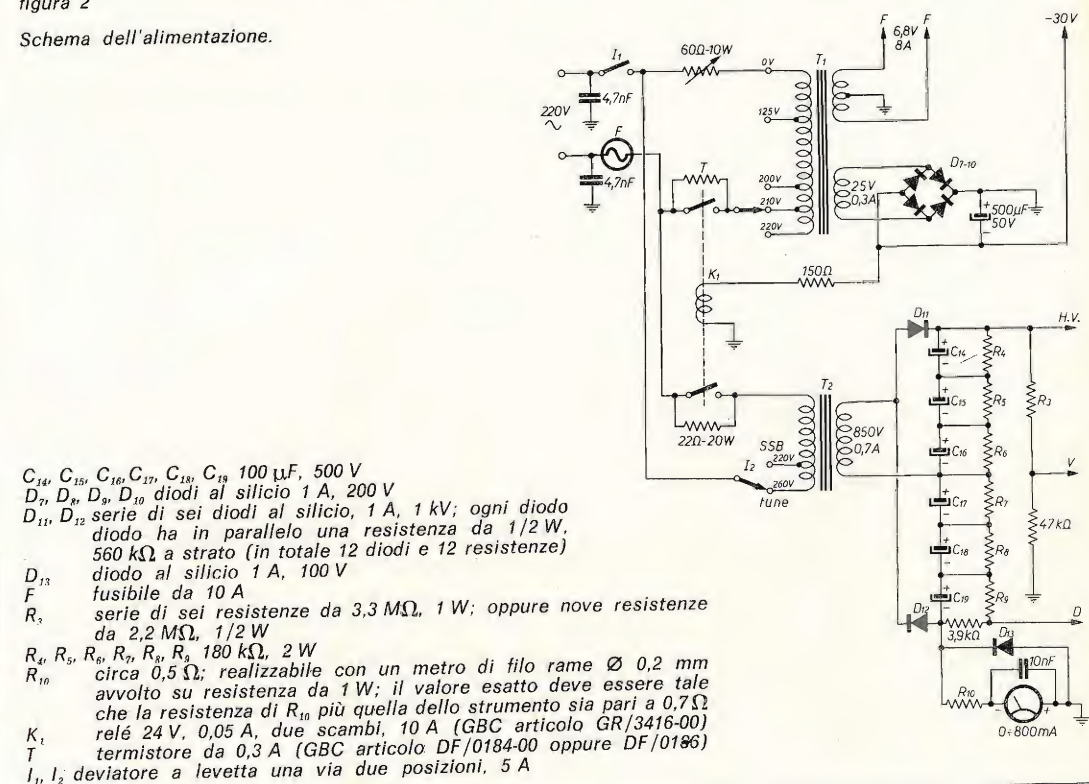 figura 2
Schema dell'alimentazione.
F
6,8V
8A
F
-30V
I₁
60Ω-10W
0V
T₁
4,7nF
220V
~
125V
F
4,7nF
T
200V
210V
220V
25V
0,3A
D₇₋₁₀
+
500µF
50V
-
K₁
150Ω
D₁₁
H.V.
+
C₁₄
-
R₄
+
C₁₅
-
R₅
R₃
T₂
850V
0,7A
+
C₁₆
-
R₆
22Ω-20W
SSB
220V
I₂
260V
tune
V
+
C₁₇
-
R₇
47kΩ
+
C₁₈
-
R₈
+
C₁₉
R₉
D₁₂
3,9kΩ
D
D₁₃
10nF
R₁₀
-
+
0÷800mA
C₁₄, C₁₅, C₁₆, C₁₇, C₁₈, C₁₉ 100 µF, 500 V
D₇, D₈, D₉, D₁₀ diodi al silicio 1 A, 200 V
D₁₁, D₁₂ serie di sei diodi al silicio, 1 A, 1 kV; ogni diodo
diodo ha in parallelo una resistenza da 1/2 W,
560 kΩ a strato (in totale 12 diodi e 12 resistenze)
D₁₃ diodo al silicio 1 A, 100 V
F fusibile da 10 A
R₃ serie di sei resistenze da 3,3 MΩ, 1 W; oppure nove resistenze
da 2,2 MΩ, 1/2 W
R₄, R₅, R₆, R₇, R₈, R₉ 180 kΩ, 2 W
R₁₀ circa 0,5 Ω; realizzabile con un metro di filo rame Ø 0,2 mm
avvolto su resistenza da 1 W; il valore esatto deve essere tale
che la resistenza di R₁₀ più quella dello strumento sia pari a 0,7 Ω
K₁ relé 24 V, 0,05 A, due scambi, 10 A (GBC articolo GR/3416-00)
T termistore da 0,3 A (GBC articolo DF/0184-00 oppure DF/0186)
I₁, I₂ deviatore a levetta una via due posizioni, 5 A